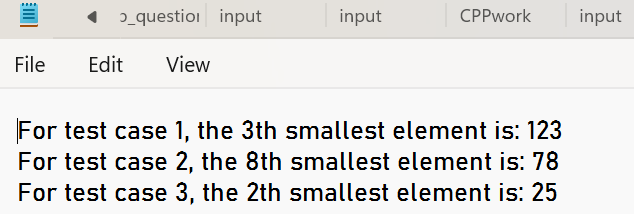 input input CPPwork input
File Edit View
For test case 1, the 3th smallest element is: 123
For test case 2, the 8th smallest element is: 78
For test case 3, the 2th smallest element is: 25